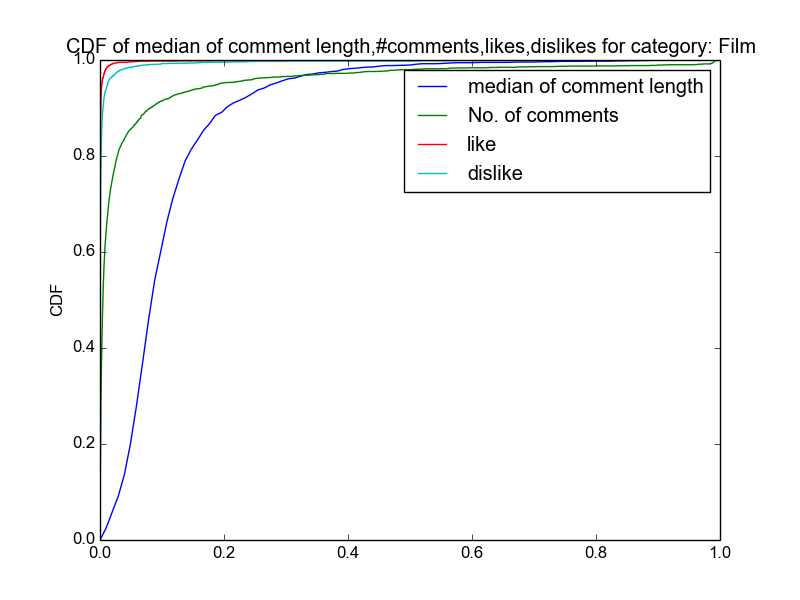 CDF of median of comment length,#comments,likes,dislikes for category: Film
1.0
median of comment length
No. of comments
like
dislike
0.8
0.6
CDF
0.4
0.2
0.0
0.0 0.2 0.4 0.6 0.8 1.0